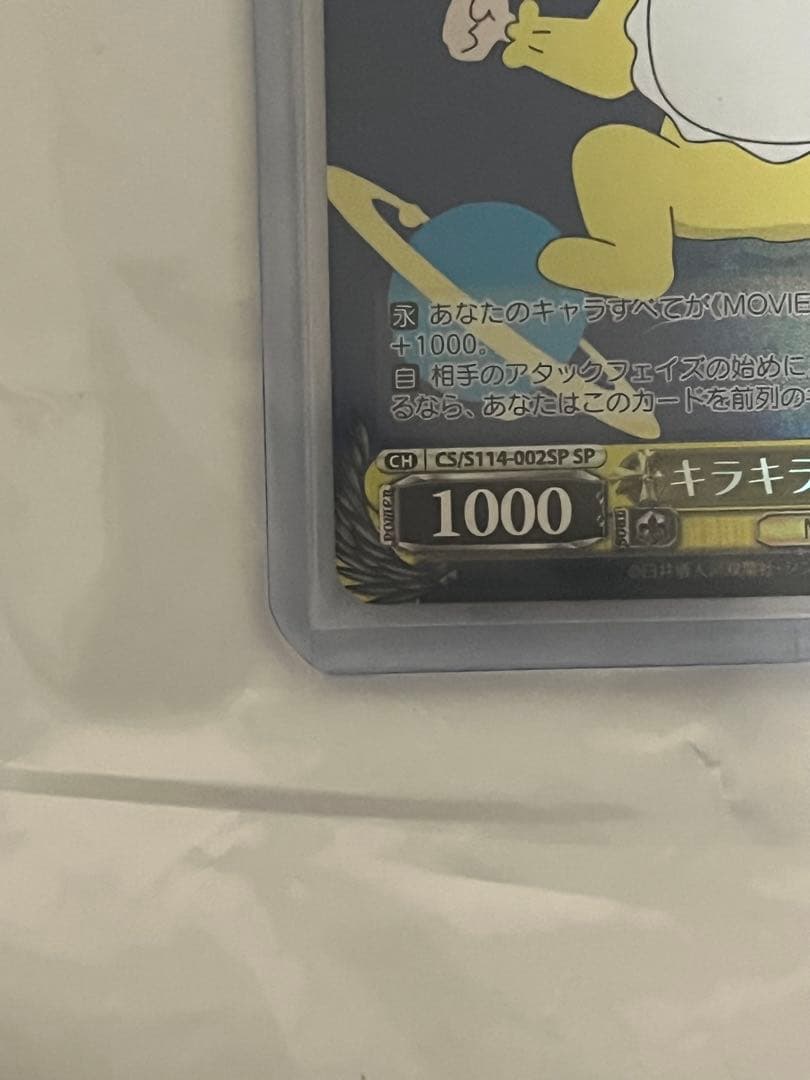 永 あなたのキャラすべてが《MOVIE
+1000。
自 相手のアタックフェイズの始めに、
るなら、あなたはこのカードを前列の
CH CS/S114-002SP SP
キラキラ
POWER 1000 SOUL